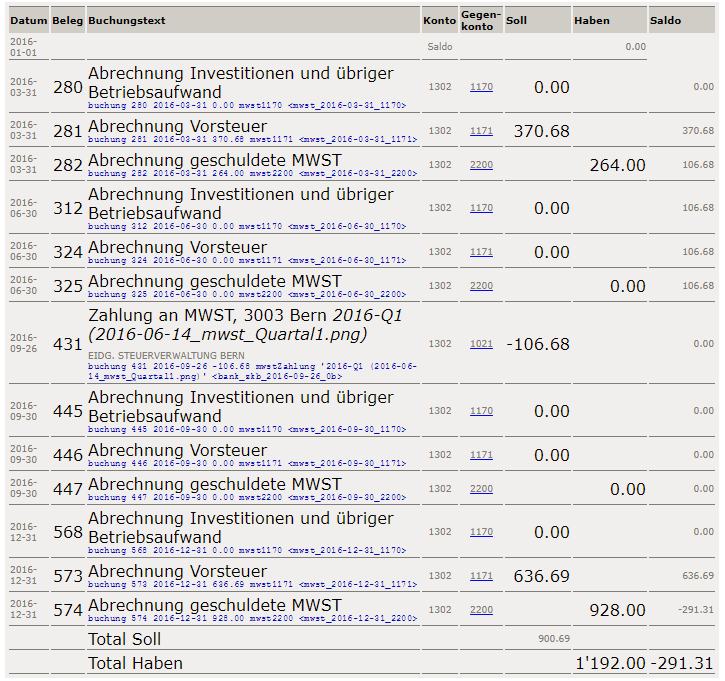 Datum Beleg Buchungstext Konto Gegen- Soll Haben Saldo
konto
2016-
01-01 Saldo 0.00
2016-
03-31 280 Abrechnung Investitionen und übriger
Betriebsaufwand 1302 1170 0.00 0.00
buchung 280 2016-03-31 0.00 mwst1170 <mwst_2016-03-31_1170>
2016-
03-31 281 Abrechnung Vorsteuer 1302 1171 370.68 370.68
buchung 281 2016-03-31 370.68 mwst1171 <mwst_2016-03-31_1171>
2016-
03-31 282 Abrechnung geschuldete MWST 1302 2200 264.00 106.68
buchung 282 2016-03-31 264.00 mwst2200 <mwst_2016-03-31_2200>
2016-
06-30 312 Abrechnung Investitionen und übriger
Betriebsaufwand 1302 1170 0.00 106.68
buchung 312 2016-06-30 0.00 mwst1170 <mwst_2016-06-30_1170>
2016-
06-30 324 Abrechnung Vorsteuer 1302 1171 0.00 106.68
buchung 324 2016-06-30 0.00 mwst1171 <mwst_2016-06-30_1171>
2016-
06-30 325 Abrechnung geschuldete MWST 1302 2200 0.00 106.68
buchung 325 2016-06-30 0.00 mwst2200 <mwst_2016-06-30_2200>
2016-
09-26 431 Zahlung an MWST, 3003 Bern 2016-Q1
(2016-06-14_mwst_Quartal1.png) 1302 1021 -106.68 0.00
EIDG. STEUERVERWALTUNG BERN
buchung 431 2016-09-26 -106.68 mwstZahlung '2016-Q1 (2016-06-
14_mwst_Quartal1.png)' <bank_zkb_2016-09-26_0b>
2016-
09-30 445 Abrechnung Investitionen und übriger
Betriebsaufwand 1302 1170 0.00 0.00
buchung 445 2016-09-30 0.00 mwst1170 <mwst_2016-09-30_1170>
2016-
09-30 446 Abrechnung Vorsteuer 1302 1171 0.00 0.00
buchung 446 2016-09-30 0.00 mwst1171 <mwst_2016-09-30_1171>
2016-
09-30 447 Abrechnung geschuldete MWST 1302 2200 0.00 0.00
buchung 447 2016-09-30 0.00 mwst2200 <mwst_2016-09-30_2200>
2016-
12-31 568 Abrechnung Investitionen und übriger
Betriebsaufwand 1302 1170 0.00 0.00
buchung 568 2016-12-31 0.00 mwst1170 <mwst_2016-12-31_1170>
2016-
12-31 573 Abrechnung Vorsteuer 1302 1171 636.69 636.69
buchung 573 2016-12-31 636.69 mwst1171 <mwst_2016-12-31_1171>
2016-
12-31 574 Abrechnung geschuldete MWST 1302 2200 928.00 -291.31
buchung 574 2016-12-31 928.00 mwst2200 <mwst_2016-12-31_2200>
Total Soll 900.69
Total Haben 1'192.00 -291.31